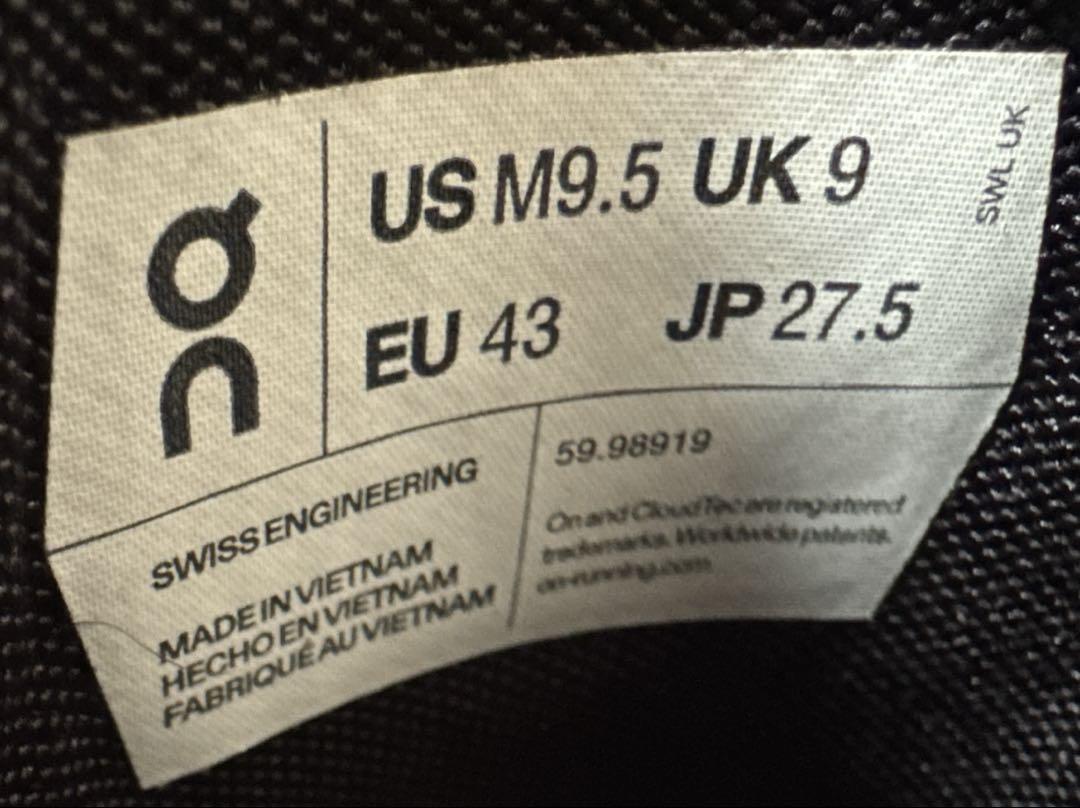 On
US M9.5 UK 9
EU 43 JP 27.5
SWL UK
SWISS ENGINEERING
MADE IN VIETNAM
HECHO EN VIETNAM
FABRIQUÉ AU VIETNAM
59.98919
On and CloudTec are registered
trademarks. Worldwide patents.
on-running.com